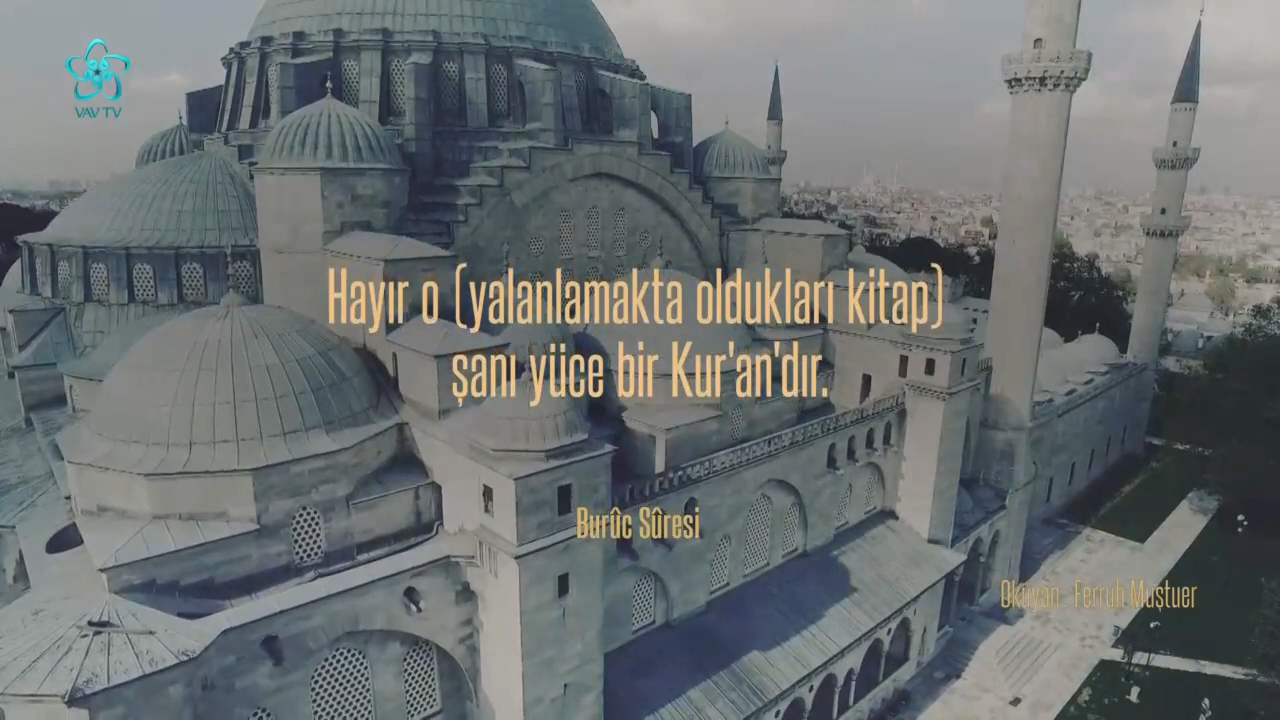 VAV TV
Hayır o (yalanlamakta oldukları kitap)
şanı yüce bir Kur'an'dır.
Burûc Sûresi
Okuyan : Ferruh Muştuer